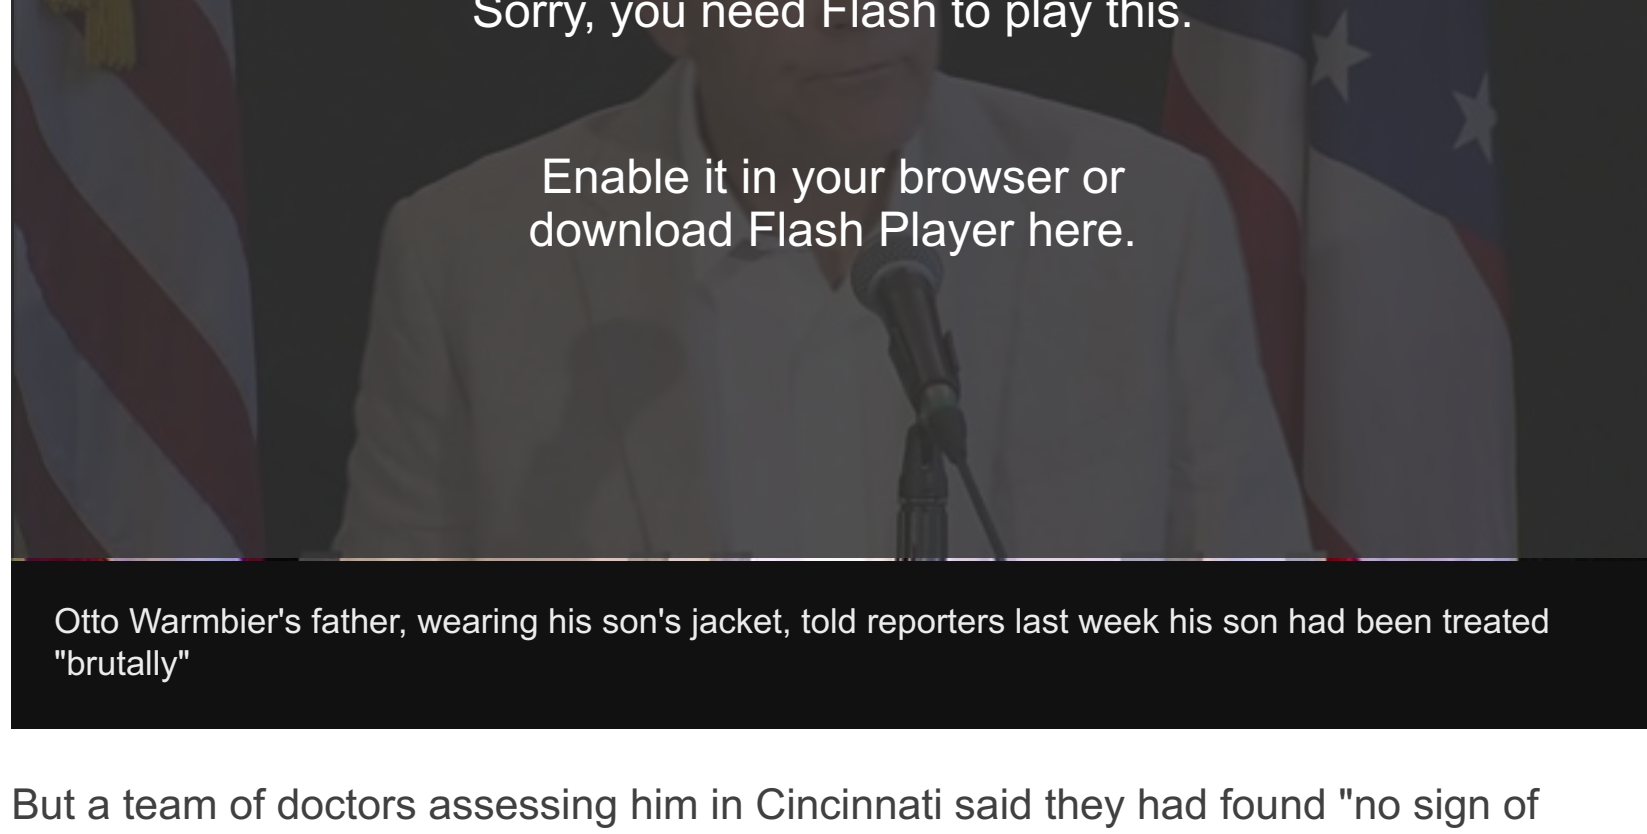 Sorry, you need Flash to play this.
Enable it in your browser or
download Flash Player here.
Otto Warmbier's father, wearing his son's jacket, told reporters last week his son had been treated
"brutally"
But a team of doctors assessing him in Cincinnati said they had found "no sign of